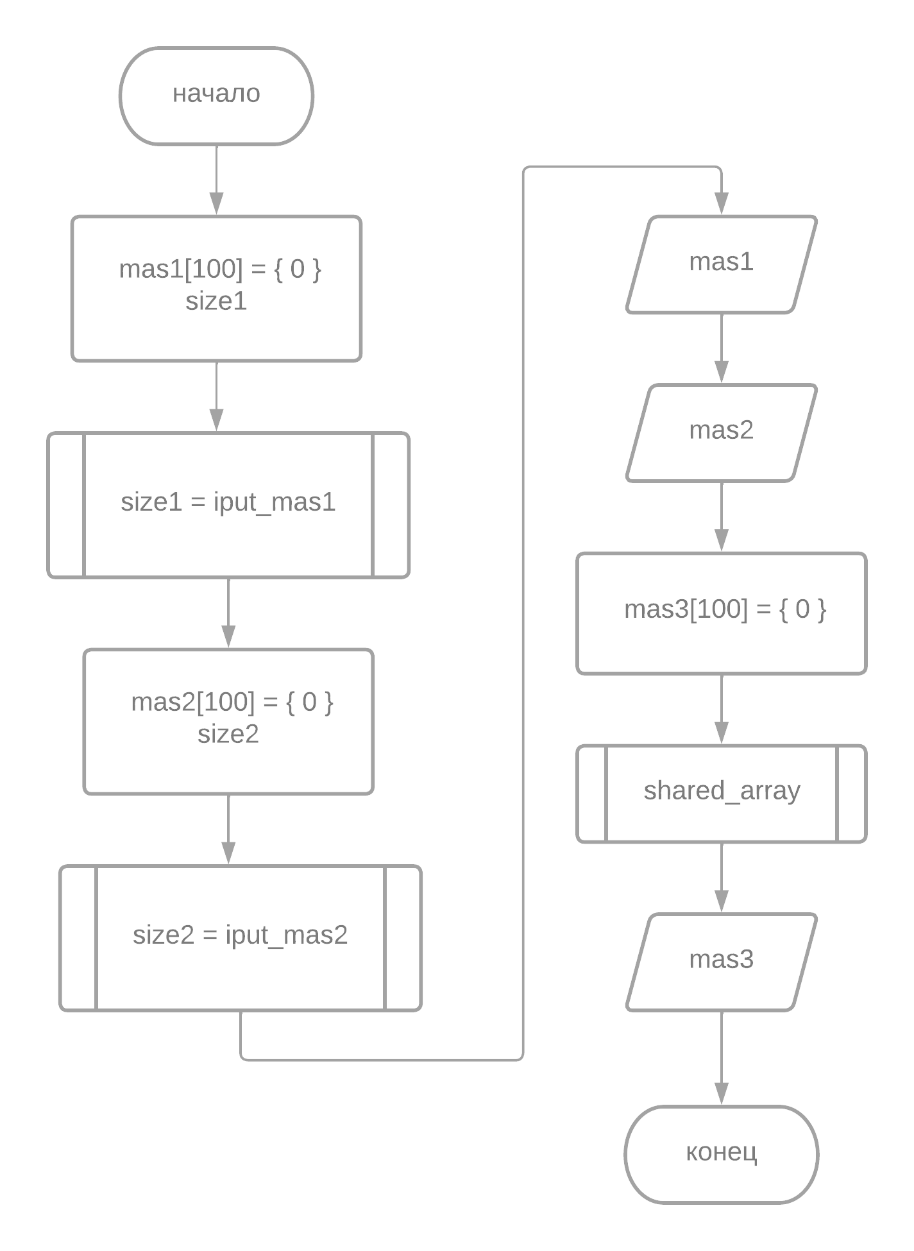 начало
mas1[100] = { 0 }
size1
size1 = iput_mas1
mas2[100] = { 0 }
size2
size2 = iput_mas2
mas1
mas2
mas3[100] = { 0 }
shared_array
mas3
конец